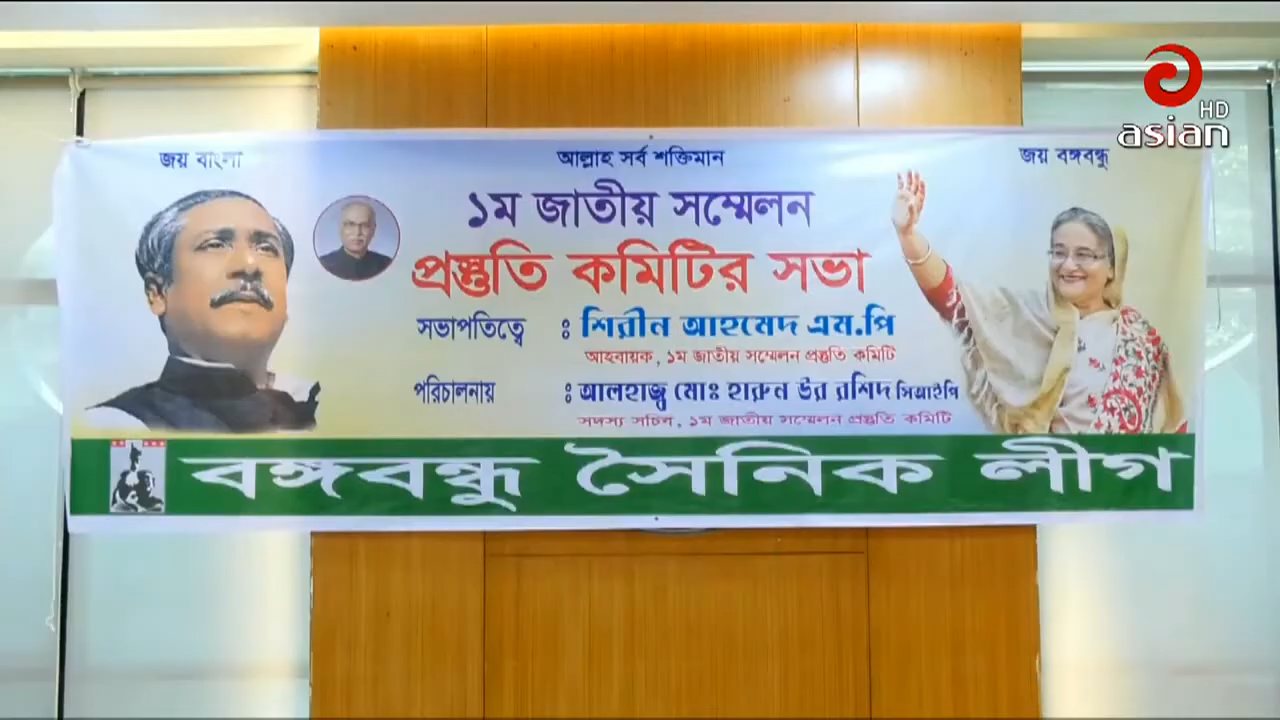 asian HD
জয় বাংলা
আল্লাহ সর্ব শক্তিমান
জয় বঙ্গবন্ধু
১ম জাতীয় সম্মেলন
প্রস্তুতি কমিটির সভা
সভাপতিত্বে : শিরীন আহমেদ এম.পি
আহবায়ক, ১ম জাতীয় সম্মেলন প্রস্তুতি কমিটি
পরিচালনায় : আলহাজ্ব মোঃ হারুন উর রশিদ সিআইপি
সদস্য সচিব, ১ম জাতীয় সম্মেলন প্রস্তুতি কমিটি
বঙ্গবন্ধু সৈনিক লীগ